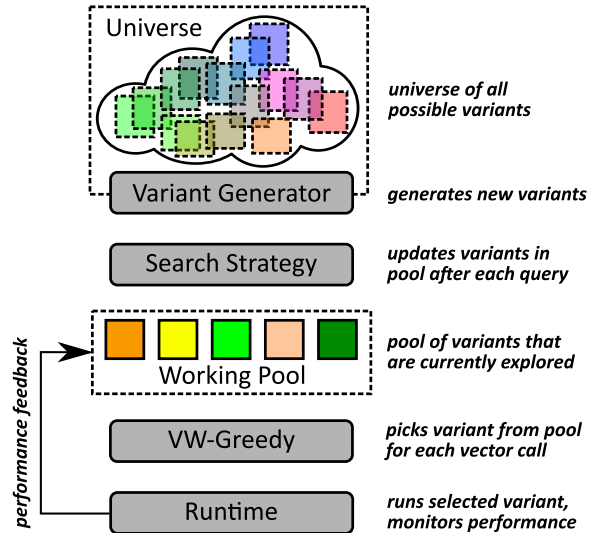 Universe
universe of all
possible variants
Variant Generator
generates new variants
Search Strategy
updates variants in
pool after each query
performance feedback
Working Pool
pool of variants that
are currently explored
VW-Greedy
picks variant from pool
for each vector call
Runtime
runs selected variant,
monitors performance